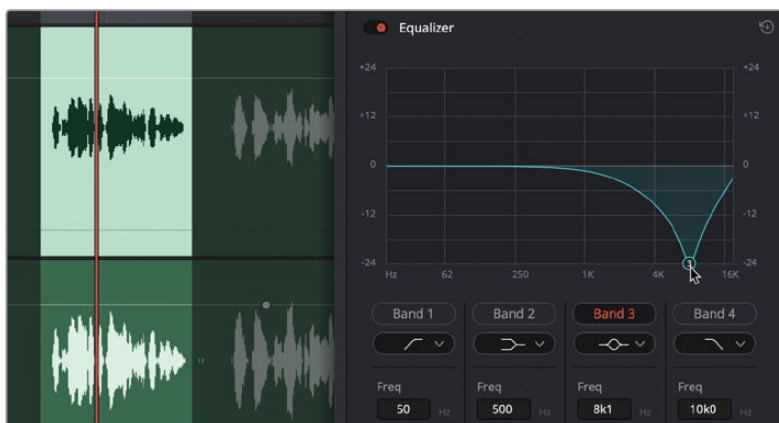 Equalizer
+24 +24
+12 +12
0 0
-12 -12
-24 3 -24
Hz 62 250 1K 4K 16K
Band 1 Band 2 Band 3 Band 4
Freq Freq Freq Freq
50 Hz 500 Hz 8k1 Hz 10k0 Hz